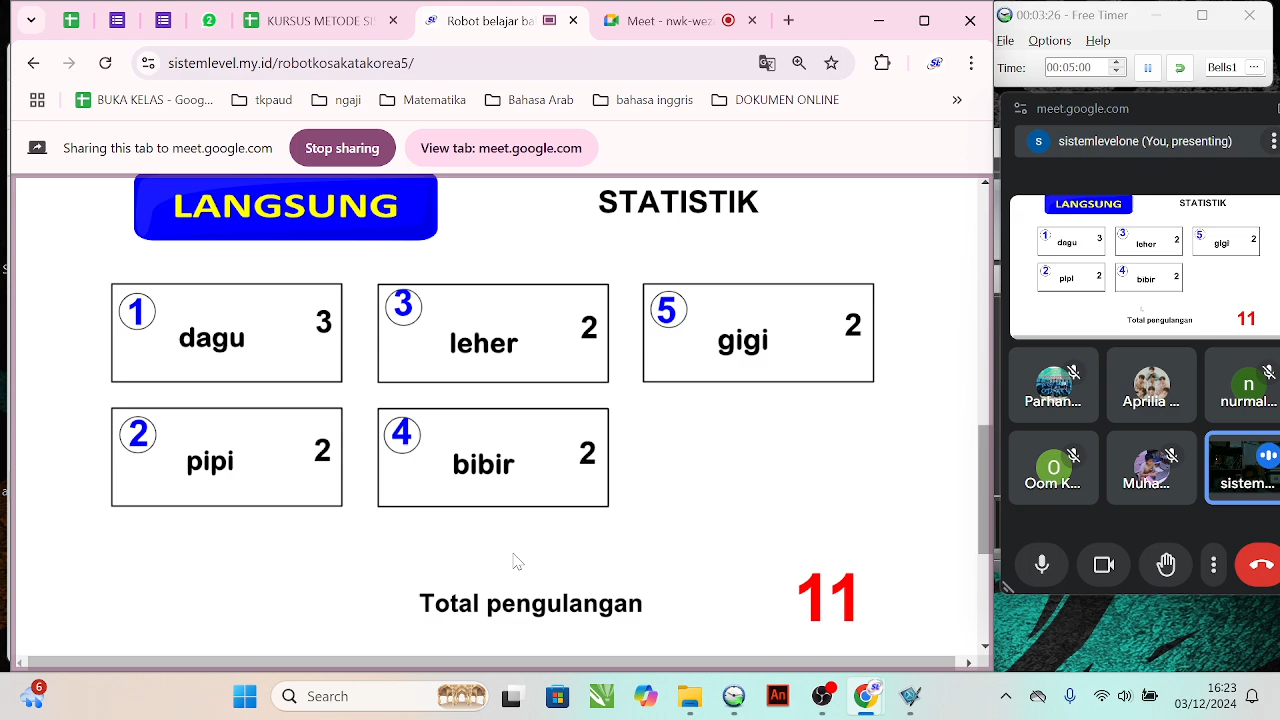 2
KURSUS METODE SI
Robot belajar ba
Meet - nwk-wez
00:03:26 - Free Timez
sistemlevel.my.id/robotkosakatakorea5/
File Options Help
Time: 00:05:00 Bells1 ...
BUKA KELAS - Goog...
tkpaud
ngaji
Matematika
Bahasa Arab
bahasa inggris
DOKUMEN ONLINE
meet.google.com
Sharing this tab to meet.google.com
Stop sharing
View tab: meet.google.com
sistemlevelone (You, presenting)
LANGSUNG
STATISTIK
1 dagu 3
3 leher 2
5 gigi 2
2 pipi 2
4 bibir 2
Total pengulangan 11
LANGSUNG
STATISTIK
1 dagu 3
3 leher 2
5 gigi 2
2 pipi 2
4 bibir 2
Total pengulangan 11
Parhan...
Aprilia ...
n
nurmal...
O
Oom K...
Muha...
sistem...
6
Search
An
16:23
03/12/2024